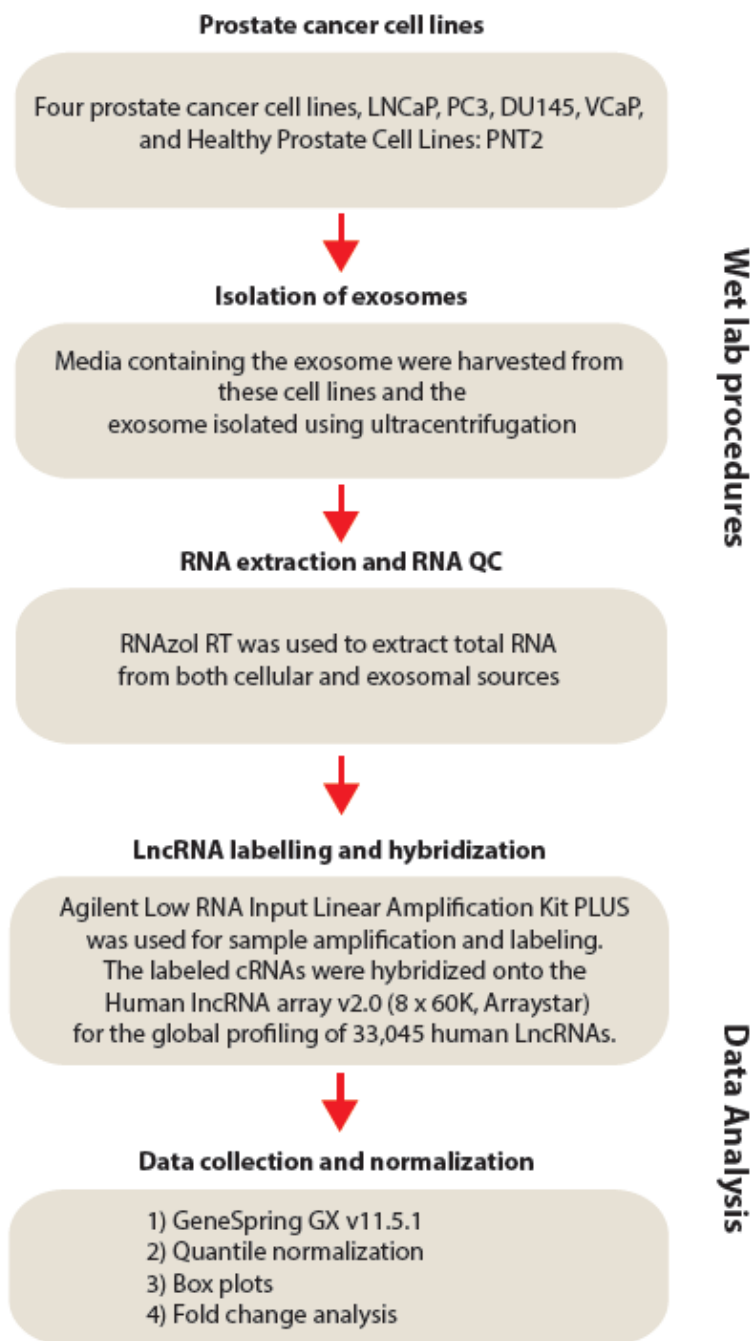 Prostate cancer cell lines
Four prostate cancer cell lines, LNCaP, PC3, DU145, VCaP,
and Healthy Prostate Cell Lines: PNT2
Isolation of exosomes
Media containing the exosome were harvested from
these cell lines and the
exosome isolated using ultracentrifugation
RNA extraction and RNA QC
RNAzol RT was used to extract total RNA
from both cellular and exosomal sources
Wet lab procedures
LncRNA labelling and hybridization
Agilent Low RNA Input Linear Amplification Kit PLUS
was used for sample amplification and labeling.
The labeled cRNAs were hybridized onto the
Human lncRNA array v2.0 (8 x 60K, Arraystar)
for the global profiling of 33,045 human LncRNAs.
Data collection and normalization
1) GeneSpring GX v11.5.1
2) Quantile normalization
3) Box plots
4) Fold change analysis
Data Analysis